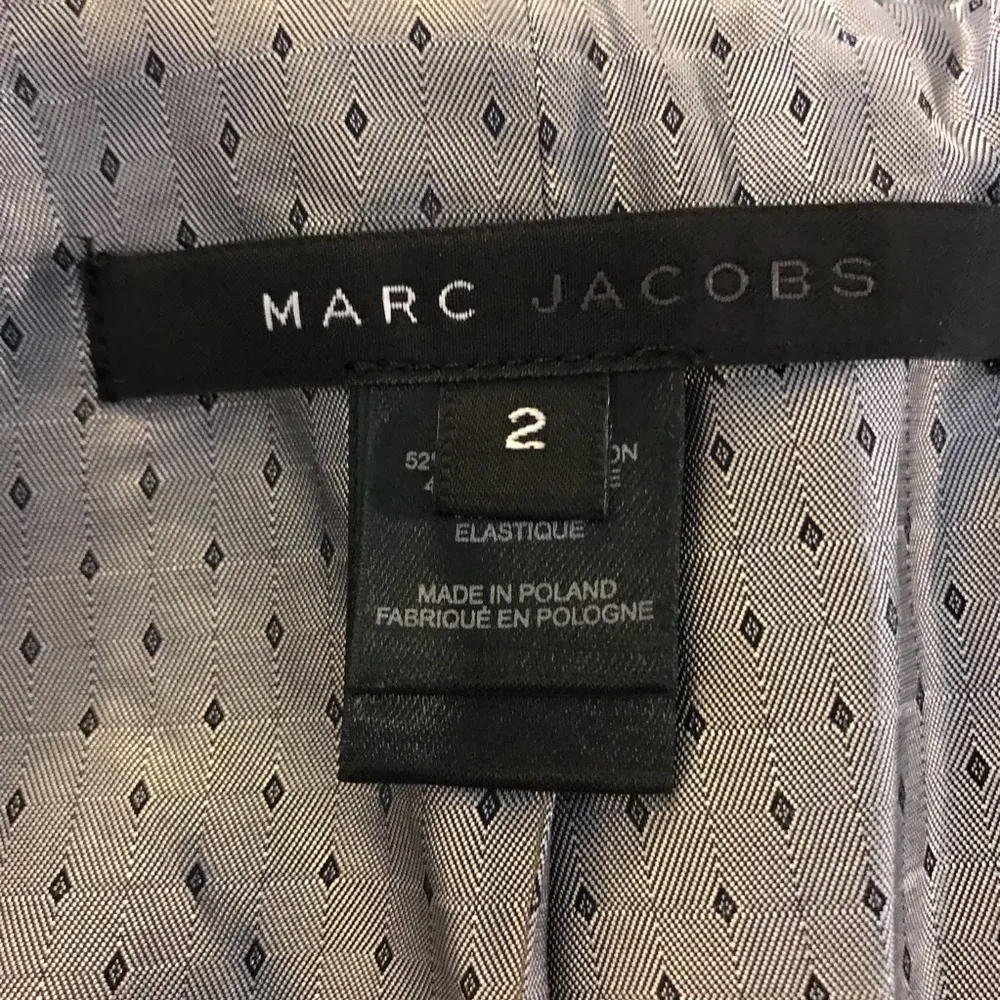 MARC JACOBS
2
ELASTIQUE
MADE IN POLAND
FABRIQUÉ EN POLOGNE